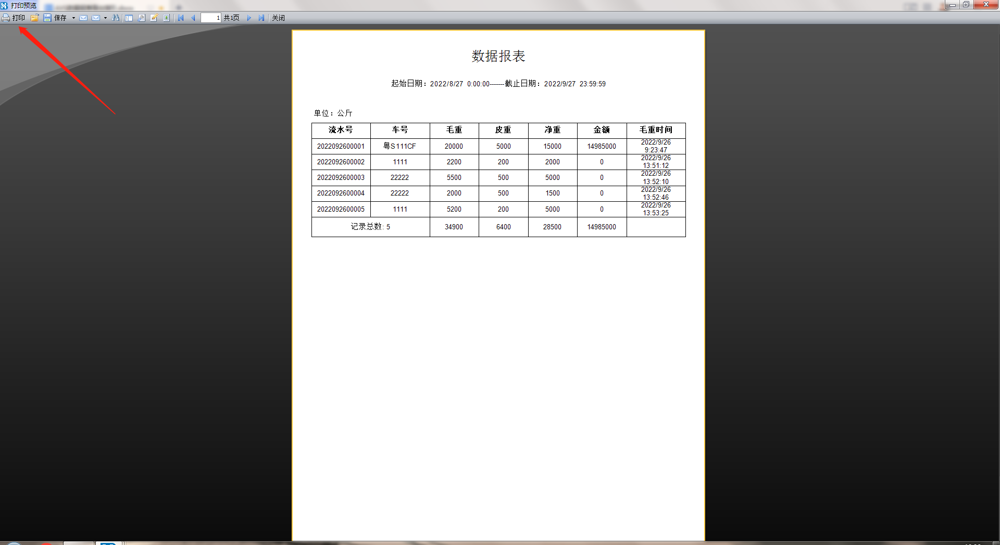 打印预览
打印 保存 1 共1页 关闭
数据报表
起始日期：2022/8/27 0:00:00-------截止日期：2022/9/27 23:59:59
单位：公斤
流水号 车号 毛重 皮重 净重 金额 毛重时间
2022092600001 粤S111CF 20000 5000 15000 14985000 2022/9/26 9:23:47
2022092600002 1111 2200 200 2000 0 2022/9/26 13:51:12
2022092600003 22222 5500 500 5000 0 2022/9/26 13:52:10
2022092600004 22222 2000 500 1500 0 2022/9/26 13:52:46
2022092600005 1111 5200 200 5000 0 2022/9/26 13:53:25
记录总数: 5 34900 6400 28500 14985000